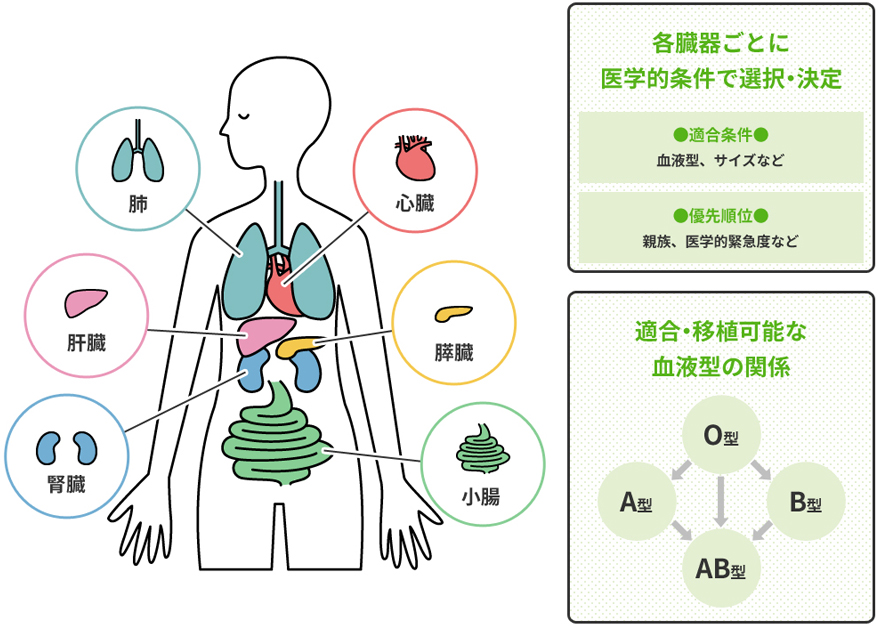 肺
心臓
肝臓
膵臓
腎臓
小腸
各臓器ごとに
医学的条件で選択・決定
●適合条件●
血液型、サイズなど
●優先順位●
親族、医学的緊急度など
適合・移植可能な
血液型の関係
O型
A型
B型
AB型